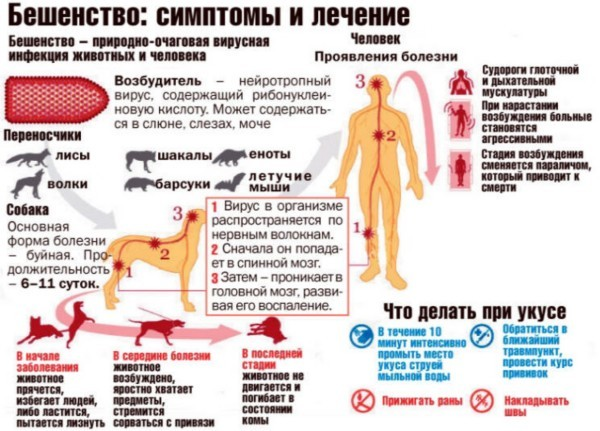 Бешенство: симптомы и лечение
Бешенство – природно-очаговая вирусная
инфекция животных и человека
Возбудитель – нейротропный
вирус, содержащий рибонуклеи-
новую кислоту. Может содержать-
ся в слюне, слезах, моче
Переносчики
лисы
шакалы
еноты
волки
барсуки
летучие
мыши
Собака
Основная
форма болезни
– буйная. Про-
должительность
– 6–11 суток.
3
2
1
1 Вирус в организме
распространяется по
нервным волокнам.
2 Сначала он попада-
ет в спинной мозг.
3 Затем – проникает в
головной мозг, разви-
вая его воспаление.
Человек
Проявления болезни
3
2
1
Судороги глоточной
и дыхательной
мускулатуры
При нарастании
возбуждения больные
становятся
агрессивными
Стадия возбуждения
сменяется параличом,
который приводит к
смерти
В начале
заболевания
животное
прячется,
избегает людей,
либо ластится,
пытается лизнуть
В середине болезни
животное
возбуждено,
яростно хватает
предметы,
стремится
сорваться с привязи
В последней
стадии
животное не
двигается и
погибает в
состоянии
комы
Что делать при укусе
В течение 10
минут интенсивно
промыть место
укуса струей
мыльной воды
Обратиться в
ближайший
травмпункт,
провести курс
прививок
Прижигать раны
Накладывать
швы